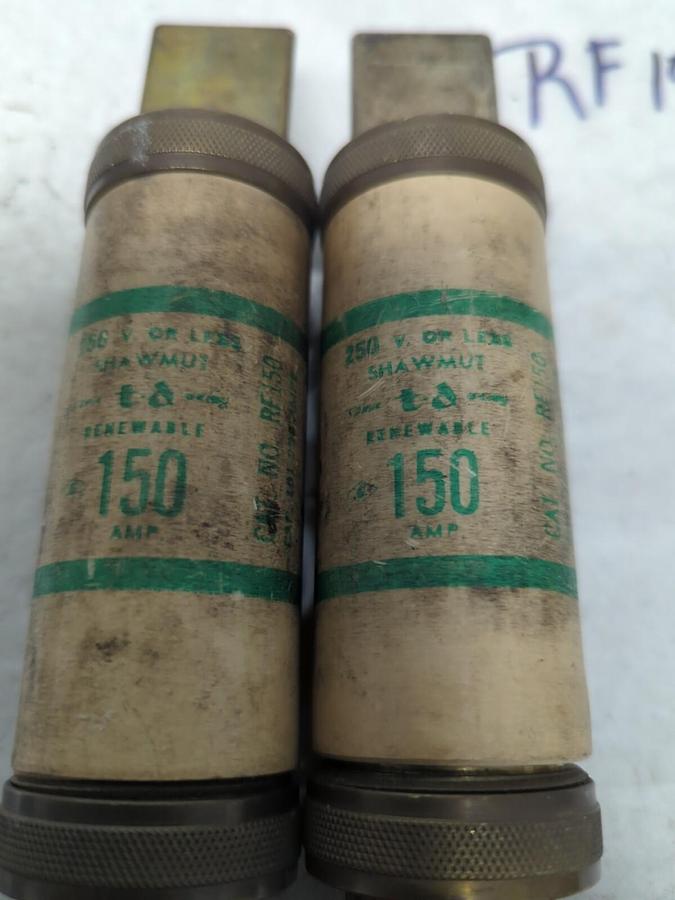 RF 1
250 V. OR LESS
SHAWMUT
t-d
RENEWABLE
150
AMP
CAT. NO. RF150
250 V. OR LESS
SHAWMUT
t-d
RENEWABLE
150
AMP
CAT. NO. RF150